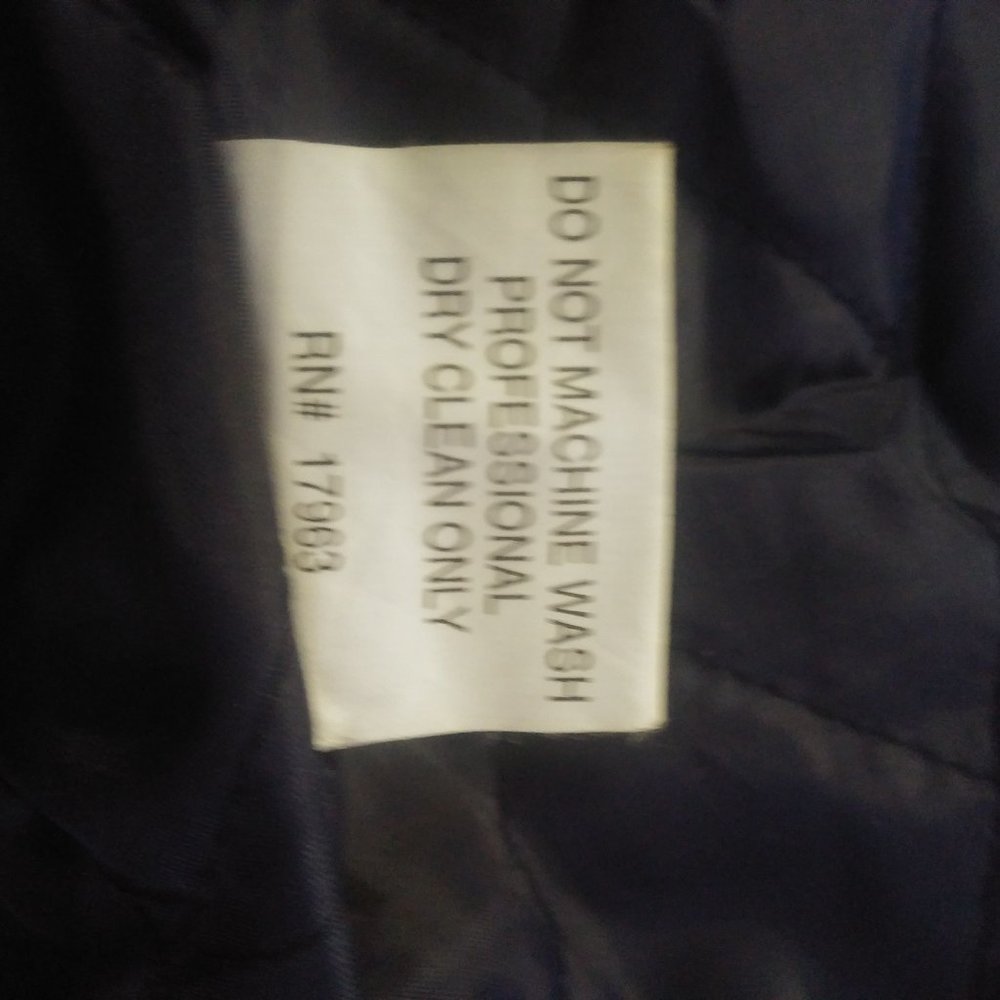 DO NOT MACHINE WASH
PROFESSIONAL
DRY CLEAN ONLY
RN# 17963